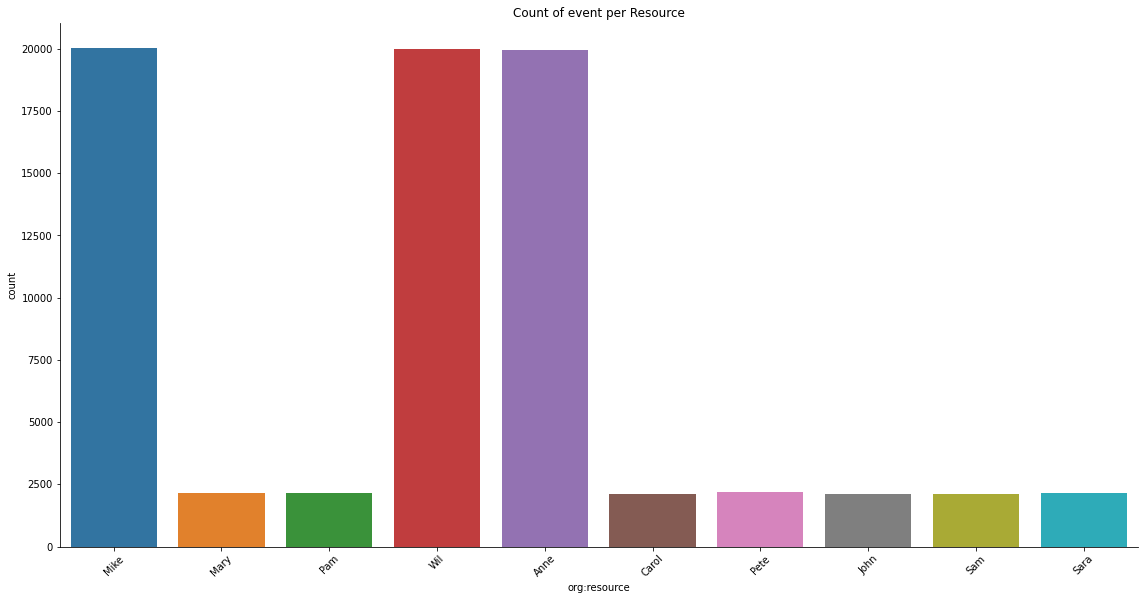 Count of event per Resource
20000
17500
15000
12500
10000
7500
5000
2500
0
count
Mike
Mary
Pam
Wil
Anne
Carol
Pete
John
Sam
Sara
org:resource